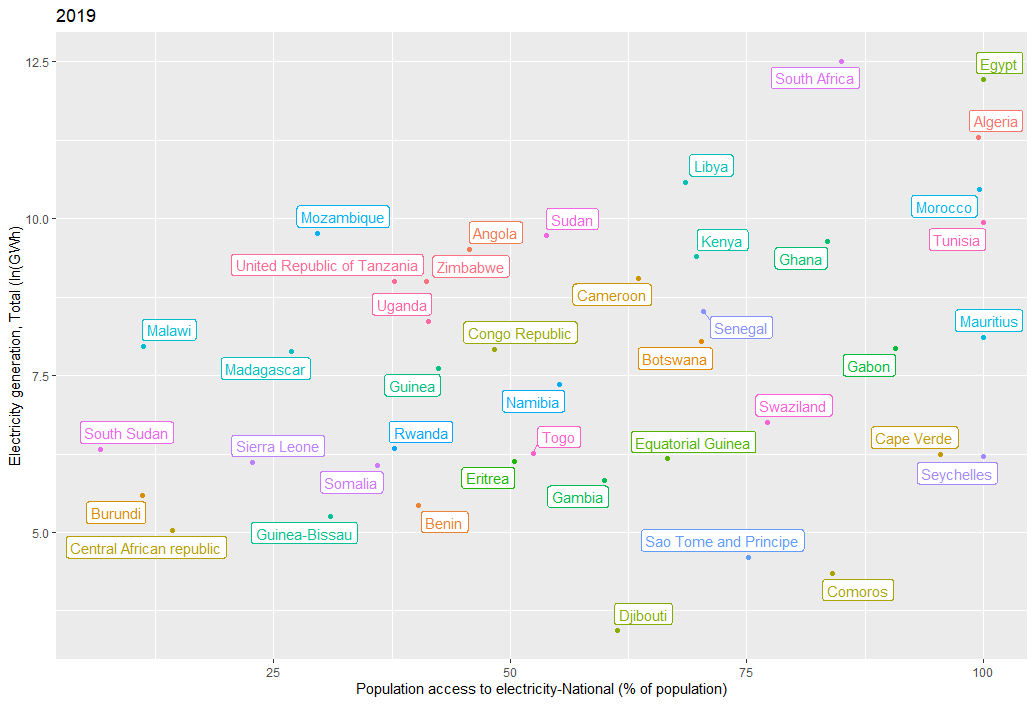 2019
12.5
10.0
7.5
5.0
Electricity generation, Total (ln(GWh)
South Africa
Egypt
Algeria
Libya
Morocco
Mozambique
Sudan
Angola
Tunisia
Kenya
Ghana
United Republic of Tanzania
Zimbabwe
Cameroon
Uganda
Mauritius
Malawi
Senegal
Congo Republic
Botswana
Madagascar
Gabon
Guinea
Namibia
Swaziland
South Sudan
Rwanda
Togo
Cape Verde
Sierra Leone
Equatorial Guinea
Seychelles
Somalia
Eritrea
Gambia
Burundi
Benin
Guinea-Bissau
Sao Tome and Principe
Central African republic
Comoros
Djibouti
25
50
75
100
Population access to electricity-National (% of population)